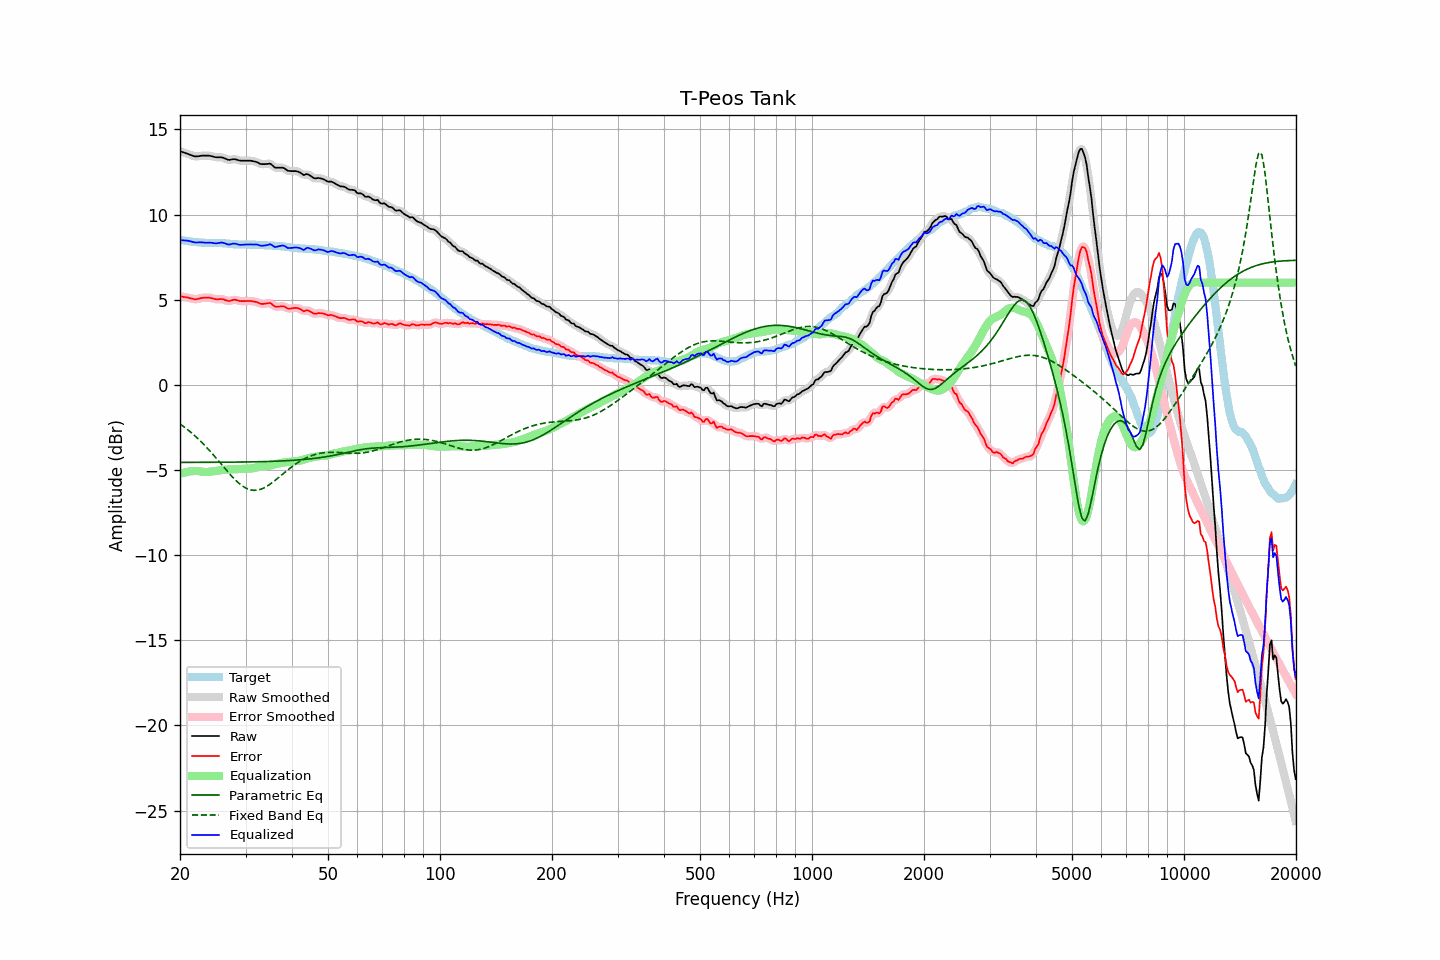 T-Peos Tank
15
10
5
0
−5
−10
−15
−20
−25
Amplitude (dBr)
Target
Raw Smoothed
Error Smoothed
Raw
Error
Equalization
Parametric Eq
Fixed Band Eq
Equalized
20 50 100 200 500 1000 2000 5000 10000 20000
Frequency (Hz)